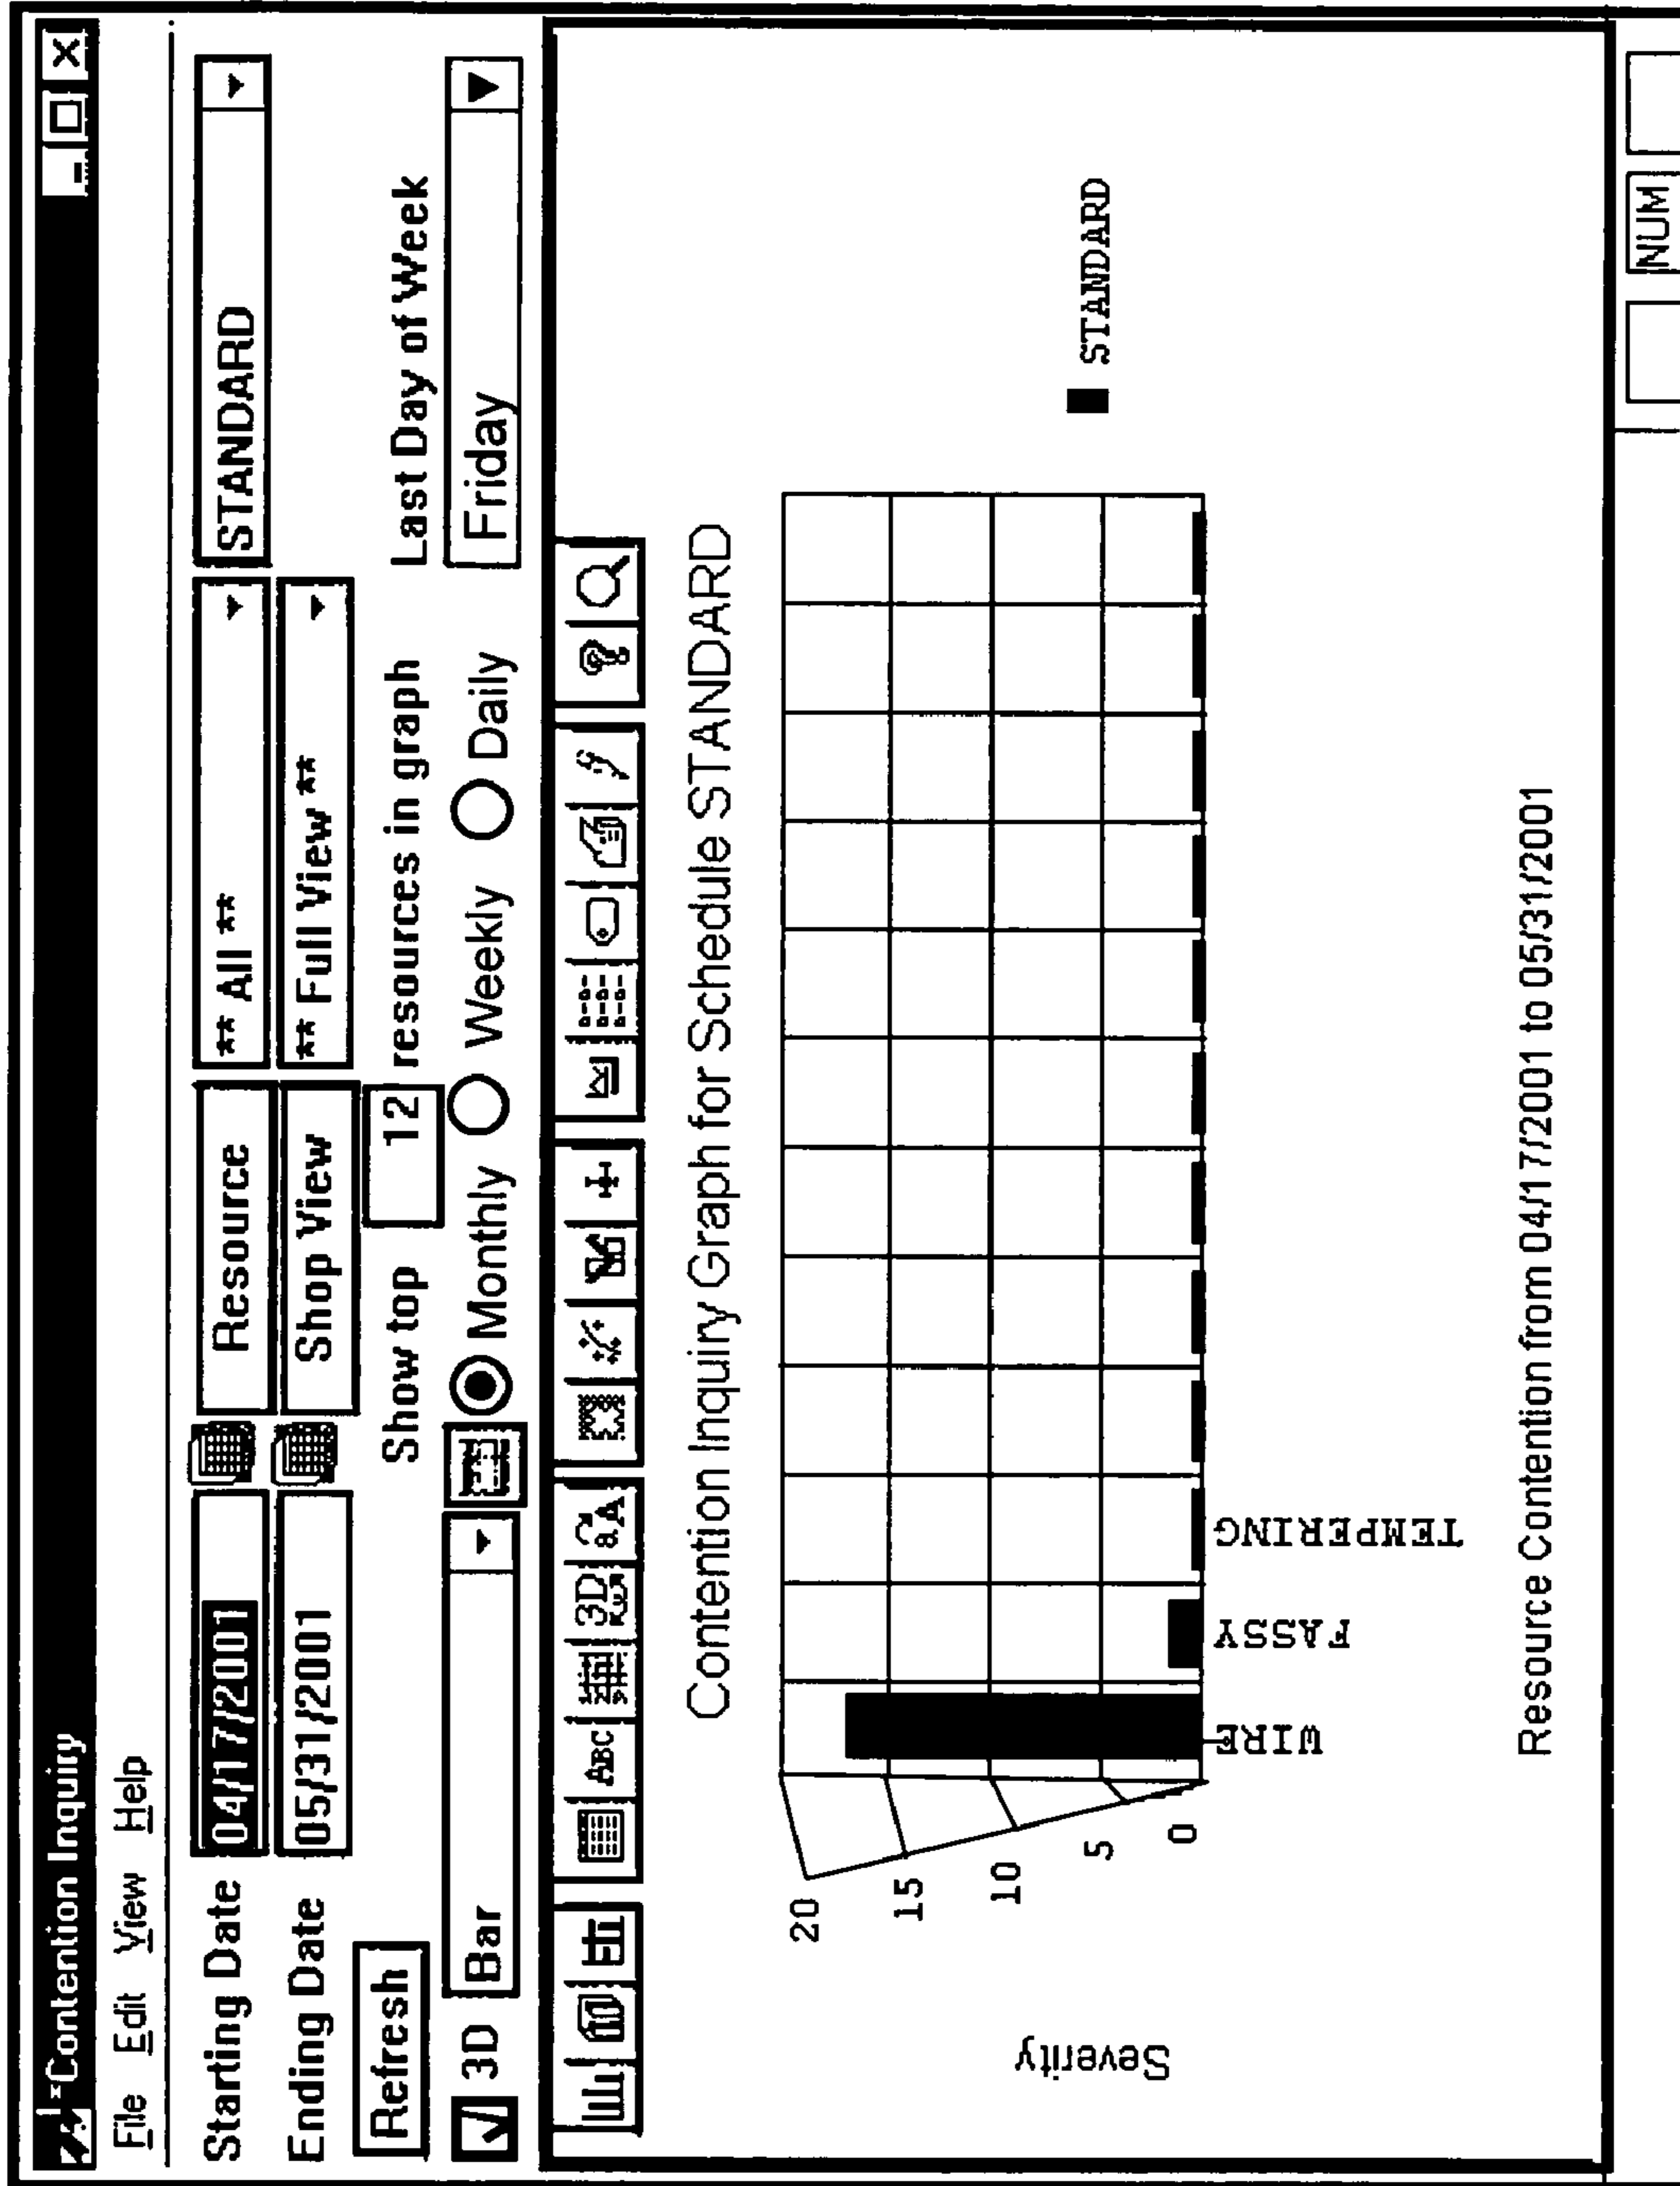 Contention Inquiry
File Edit View Help
Starting Date 04/17/2001 Resource ** All ** STANDARD
Ending Date 05/31/2001 Shop View ** Full View **
Refresh Show top 12 resources in graph Last Day of Week
3D Bar Monthly Weekly Daily Friday
ABC 3D aA
Contention Inquiry Graph for Schedule STANDARD
20
15
10
5
0
Severity
STANDARD
WIRE
FASSY
TEMPERING
Resource Contention from 04/17/2001 to 05/31/2001
NUM